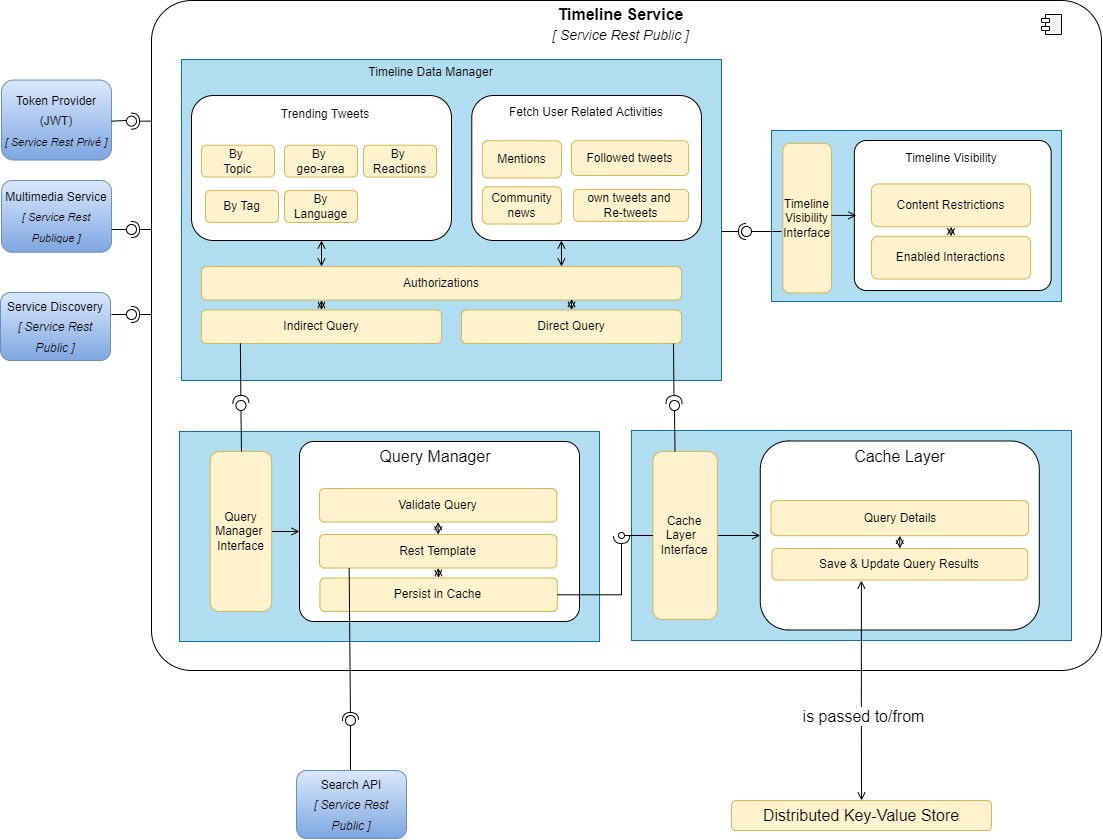 Timeline Service
[ Service Rest Public ]
Token Provider
(JWT)
[ Service Rest Privé ]
Multimedia Service
[ Service Rest
Publique ]
Service Discovery
[ Service Rest
Public ]
Timeline Data Manager
Trending Tweets
By
Topic
By
geo-area
By
Reactions
By Tag
By
Language
Fetch User Related Activities
Mentions
Followed tweets
Community
news
own tweets and
Re-tweets
Authorizations
Indirect Query
Direct Query
Timeline
Visibility
Interface
Timeline Visibility
Content Restrictions
Enabled Interactions
Query
Manager
Interface
Query Manager
Validate Query
Rest Template
Persist in Cache
Cache
Layer
Interface
Cache Layer
Query Details
Save & Update Query Results
is passed to/from
Search API
[ Service Rest
Public ]
Distributed Key-Value Store